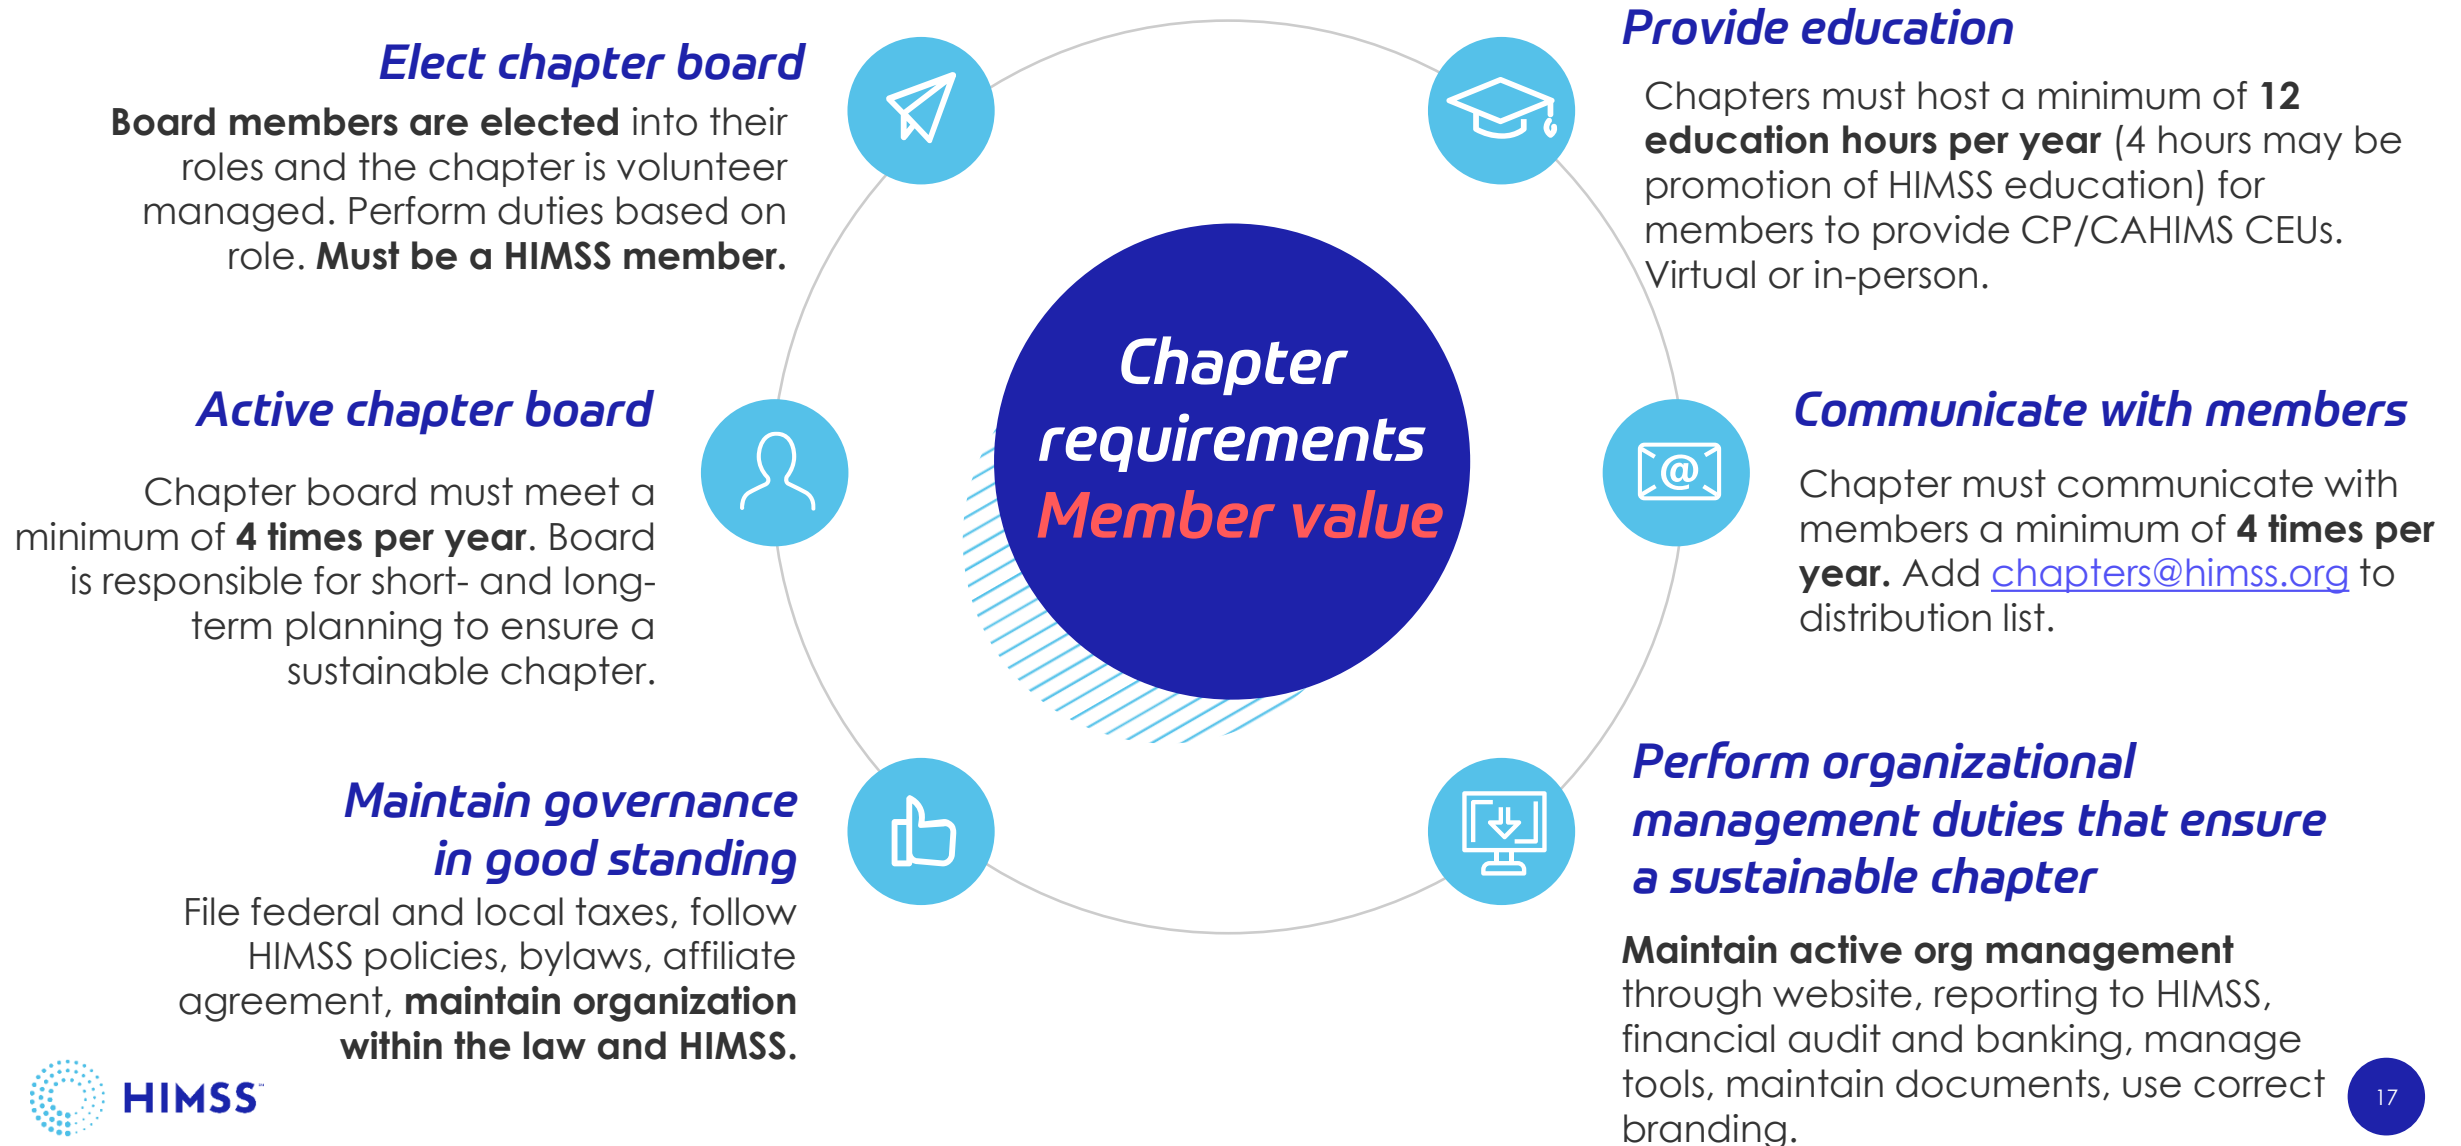 Elect chapter board
Board members are elected into their
roles and the chapter is volunteer
managed. Perform duties based on
role. Must be a HIMSS member.
Active chapter board
Chapter board must meet a
minimum of 4 times per year. Board
is responsible for short- and long-
term planning to ensure a
sustainable chapter.
Maintain governance
in good standing
File federal and local taxes, follow
HIMSS policies, bylaws, affiliate
agreement, maintain organization
within the law and HIMSS.
Chapter
requirements
Member value
Provide education
Chapters must host a minimum of 12
education hours per year (4 hours may be
promotion of HIMSS education) for
members to provide CP/CAHIMS CEUs.
Virtual or in-person.
Communicate with members
@
Chapter must communicate with
members a minimum of 4 times per
year. Add chapters@himss.org to
distribution list.
Perform organizational
management duties that ensure
a sustainable chapter
Maintain active org management
through website, reporting to HIMSS,
financial audit and banking, manage
tools, maintain documents, use correct
branding.
HIMSS
17